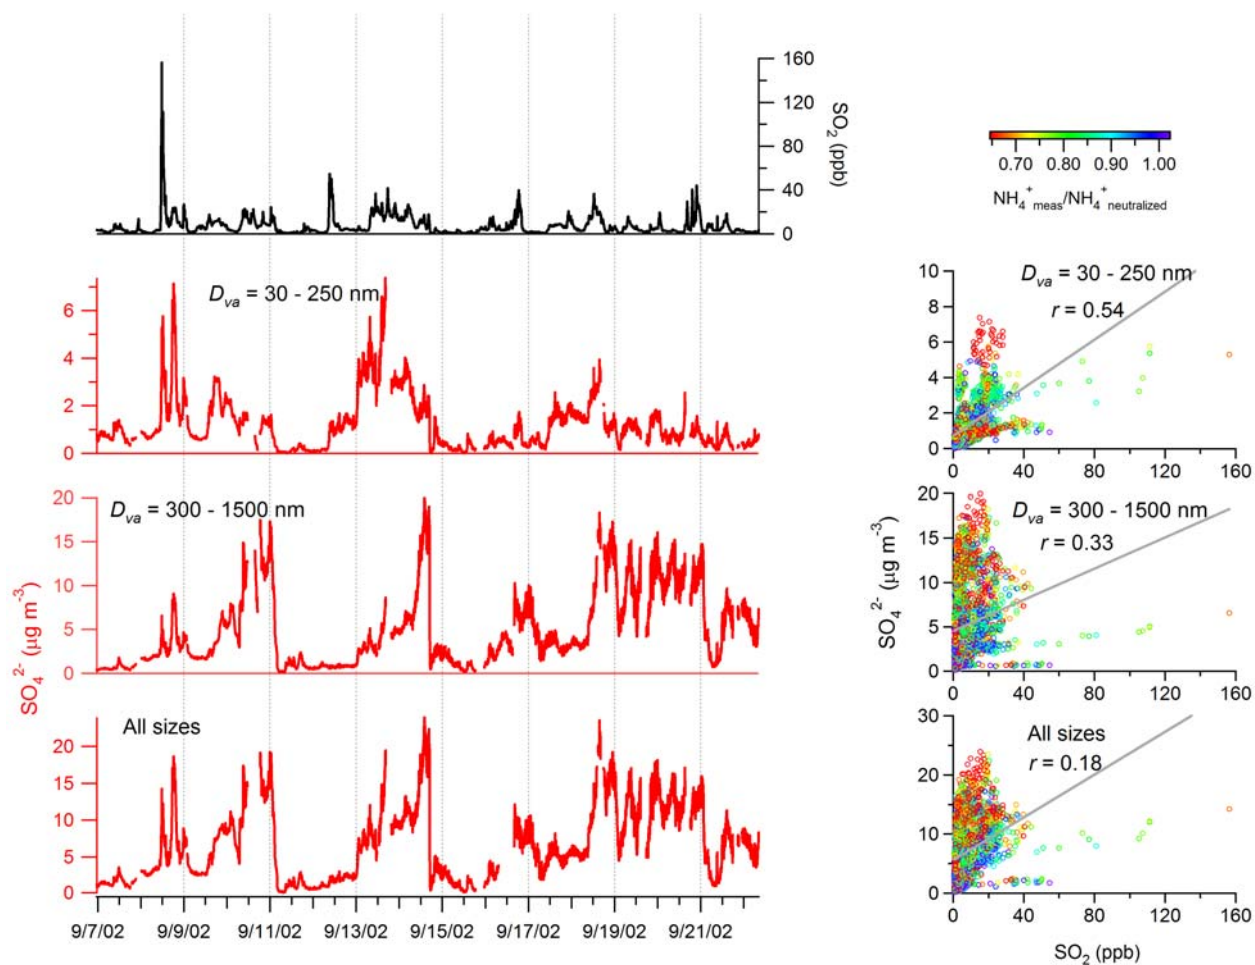 160
120
80
40
0
SO₂ (ppb)
0.70 0.80 0.90 1.00
NH₄⁺meas/NH₄⁺neutralized
Dva = 30 - 250 nm
6
4
2
0
Dva = 300 - 1500 nm
20
15
10
5
0
SO₄²⁻ (µg m⁻³)
All sizes
20
15
10
5
0
9/7/02 9/9/02 9/11/02 9/13/02 9/15/02 9/17/02 9/19/02 9/21/02
Dva = 30 - 250 nm
r = 0.54
10
8
6
4
2
0
0 40 80 120 160
Dva = 300 - 1500 nm
r = 0.33
20
15
10
5
0
0 40 80 120 160
SO₄²⁻ (µg m⁻³)
All sizes
r = 0.18
30
20
10
0
0 40 80 120 160
SO₂ (ppb)